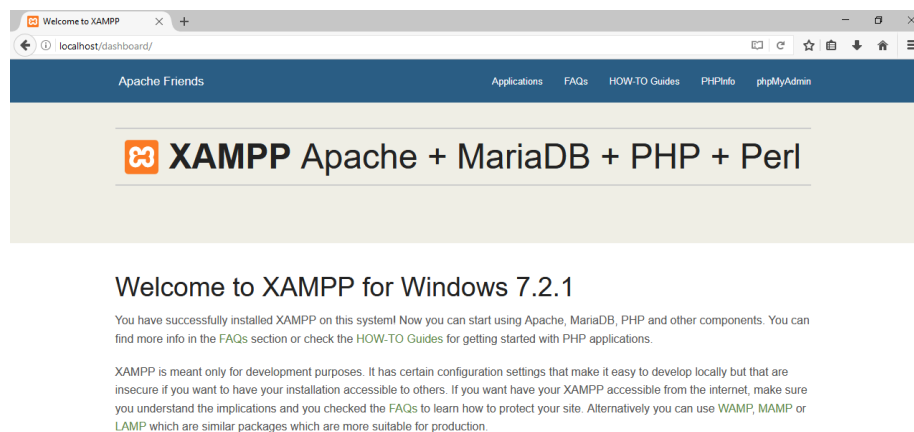 Welcome to XAMPP
localhost/dashboard/
Apache Friends
Applications FAQs HOW-TO Guides PHPInfo phpMyAdmin
XAMPP Apache + MariaDB + PHP + Perl
Welcome to XAMPP for Windows 7.2.1
You have successfully installed XAMPP on this system! Now you can start using Apache, MariaDB, PHP and other components. You can
find more info in the FAQs section or check the HOW-TO Guides for getting started with PHP applications.
XAMPP is meant only for development purposes. It has certain configuration settings that make it easy to develop locally but that are
insecure if you want to have your installation accessible to others. If you want have your XAMPP accessible from the internet, make sure
you understand the implications and you checked the FAQs to learn how to protect your site. Alternatively you can use WAMP, MAMP or
LAMP which are similar packages which are more suitable for production.